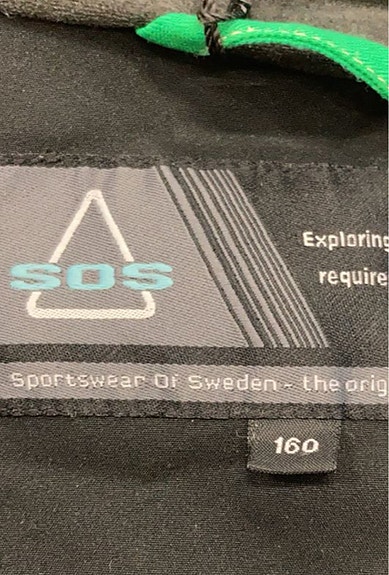 Exploring
require
SOS
Sportswear Of Sweden - the orig
160